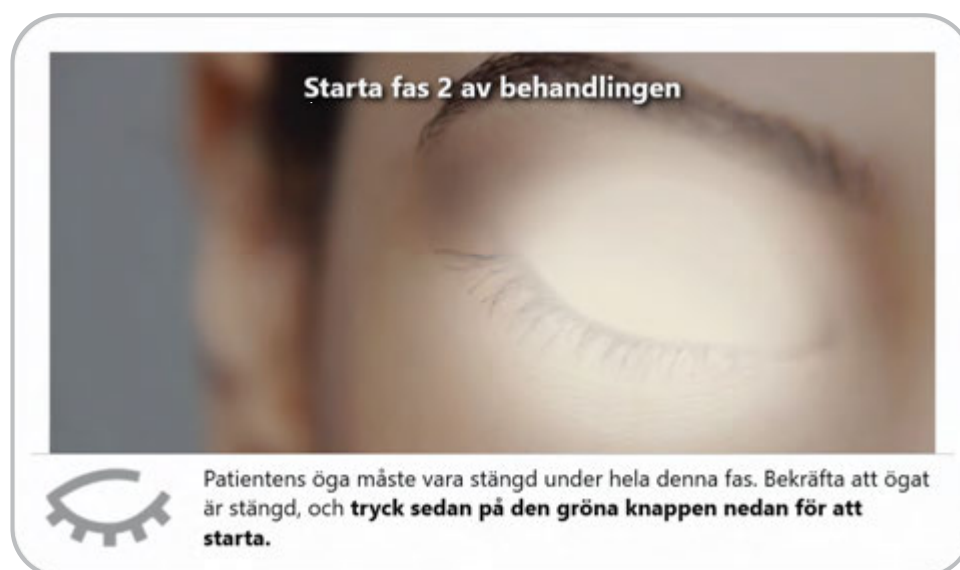 Starta fas 2 av behandlingen
Patientens öga måste vara stängd under hela denna fas. Bekräfta att ögat
är stängd, och tryck sedan på den gröna knappen nedan för att
starta.